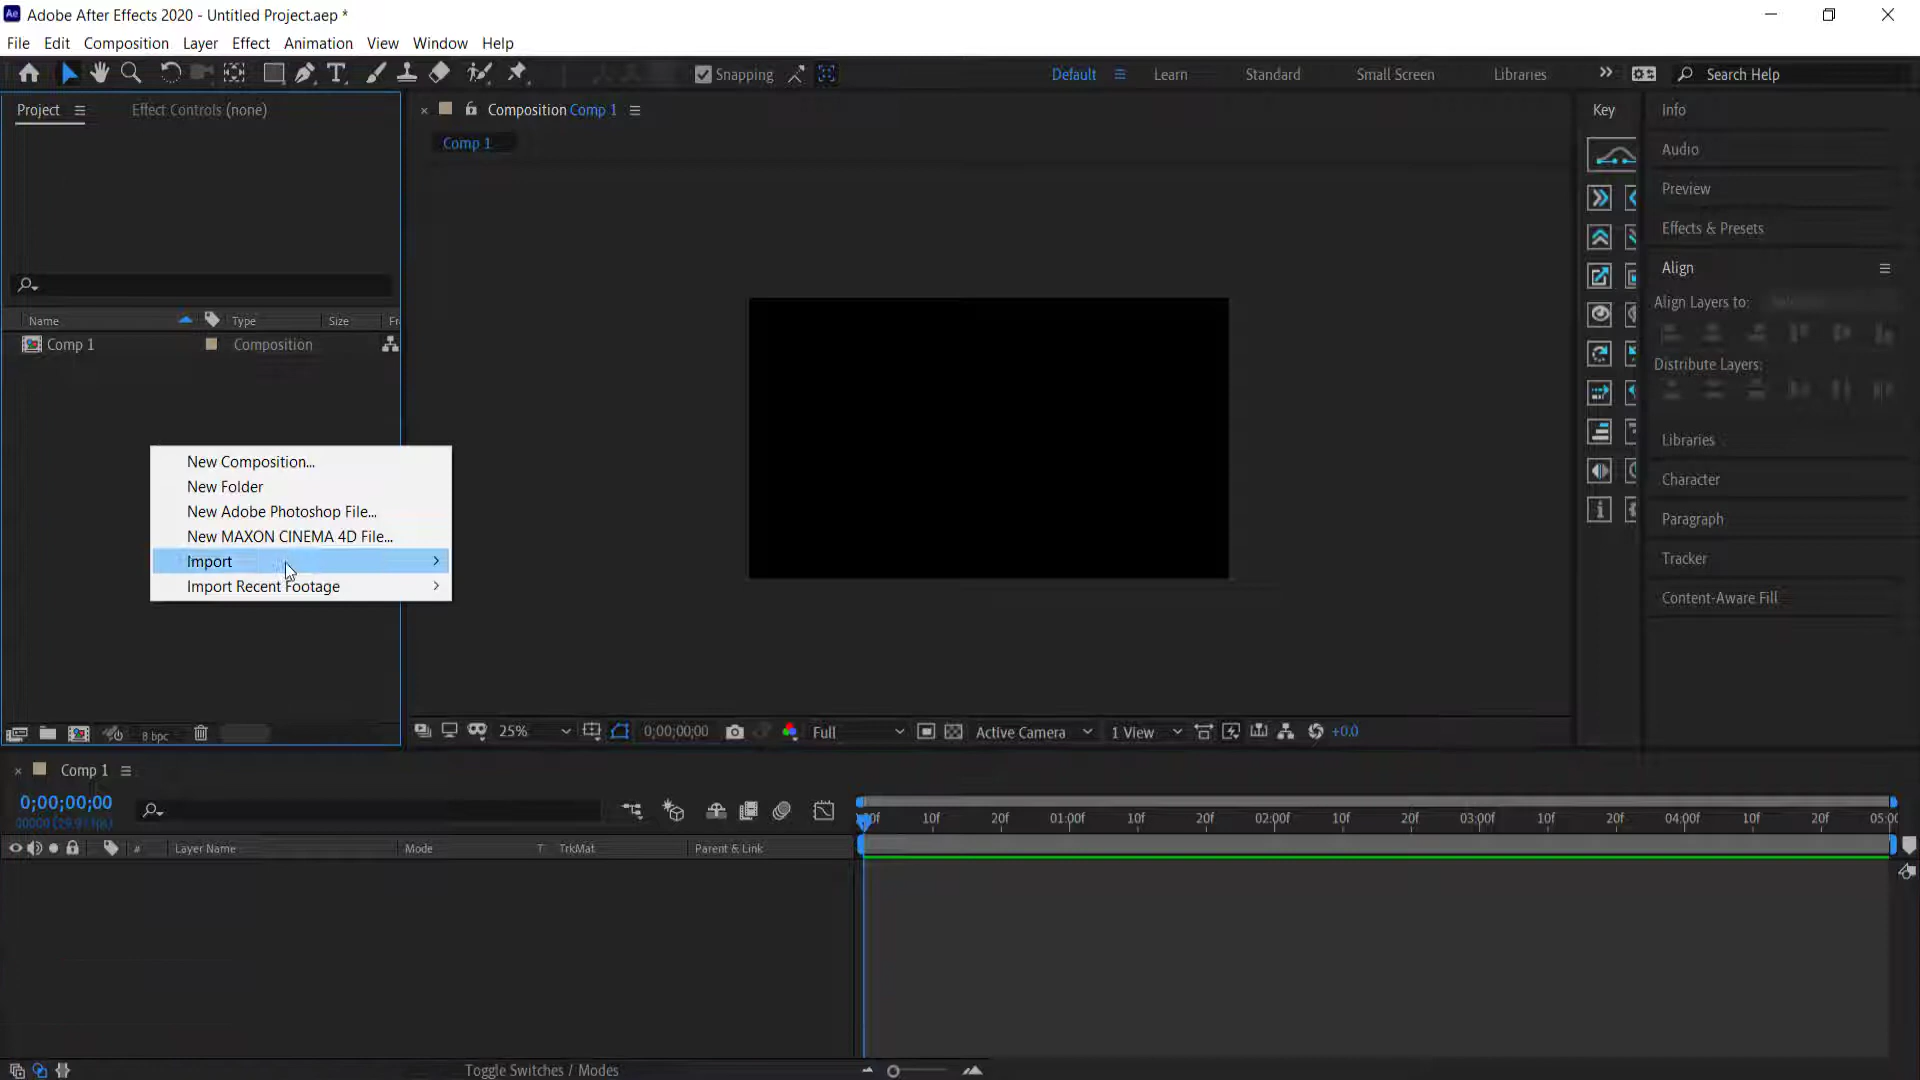 Adobe After Effects 2020 - Untitled Project.aep *
File Edit Composition Layer Effect Animation View Window Help
Snapping Default Learn Standard Small Screen Libraries Search Help
Project Effect Controls (none) Composition Comp 1 Key Info
Comp 1
Audio
Preview
Effects & Presets
Align
Align Layers to:
Name Type Size Fr
Comp 1 Composition
Distribute Layers:
Libraries
Character
Paragraph
Tracker
Content-Aware Fill
New Composition...
New Folder
New Adobe Photoshop File...
New MAXON CINEMA 4D File...
Import
Import Recent Footage
8 bpc 25% 0;00;00;00 Full Active Camera 1 View +0.0
Comp 1
0;00;00;00
10f 20f 01:00f 10f 20f 02:00f 10f 20f 03:00f 10f 20f 04:00f 10f 20f 05:00
# Layer Name Mode T TrkMat Parent & Link
Toggle Switches / Modes